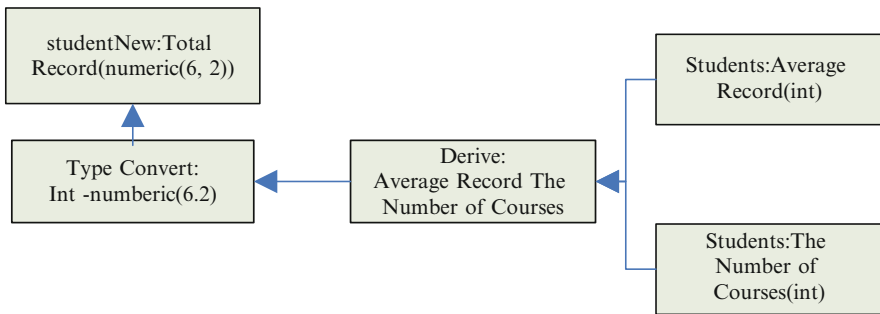 studentNew:Total
Record(numeric(6, 2))
Type Convert:
Int -numberic(6.2)
Derive:
Average Record The
Number of Courses
Students:Average
Record(int)
Students:The
Number of
Courses(int)